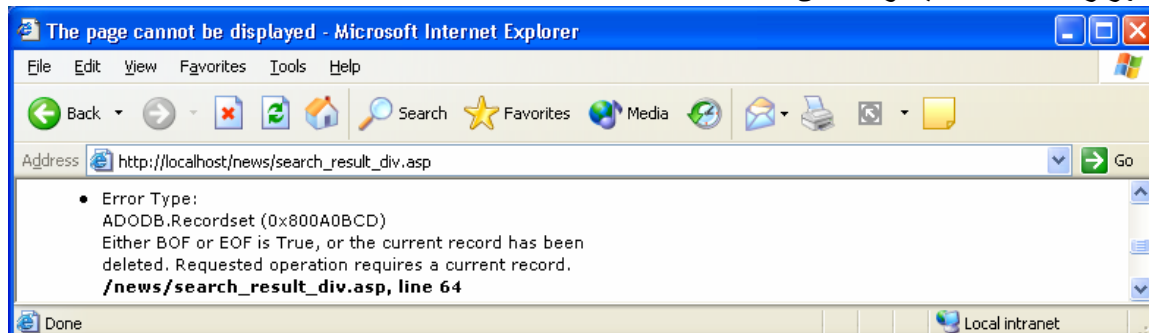 The page cannot be displayed - Microsoft Internet Explorer
File Edit View Favorites Tools Help
Back Search Favorites Media
Address http://localhost/news/search_result_div.asp Go
• Error Type:
ADODB.Recordset (0x800A0BCD)
Either BOF or EOF is True, or the current record has been
deleted. Requested operation requires a current record.
/news/search_result_div.asp, line 64
Done Local intranet